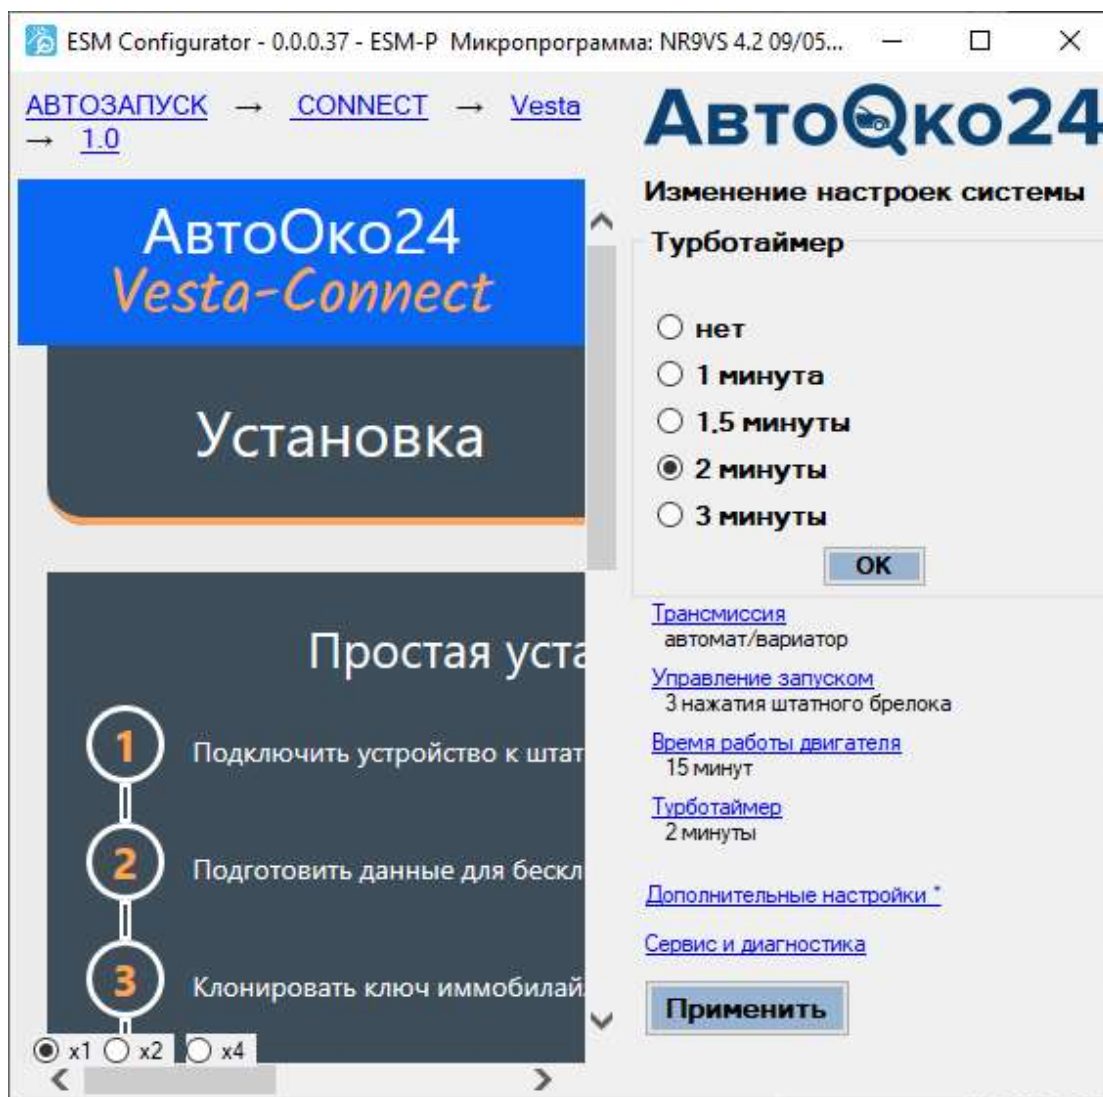 ESM Configurator - 0.0.0.37 - ESM-P Микропрограмма: NR9VS 4.2 09/05...
АВТОЗАПУСК → CONNECT → Vesta
→ 1.0
АвтоОко24
Vesta-Connect
Установка
Простая уста
1 Подключить устройство к штат
2 Подготовить данные для бескл
3 Клонировать ключ иммобилай
x1 x2 x4
АвтоОко24
Изменение настроек системы
Турботаймер
нет
1 минута
1,5 минуты
2 минуты
3 минуты
ОК
Трансмиссия
автомат/вариатор
Управление запуском
3 нажатия штатного брелока
Время работы двигателя
15 минут
Турботаймер
2 минуты
Дополнительные настройки *
Сервис и диагностика
Применить